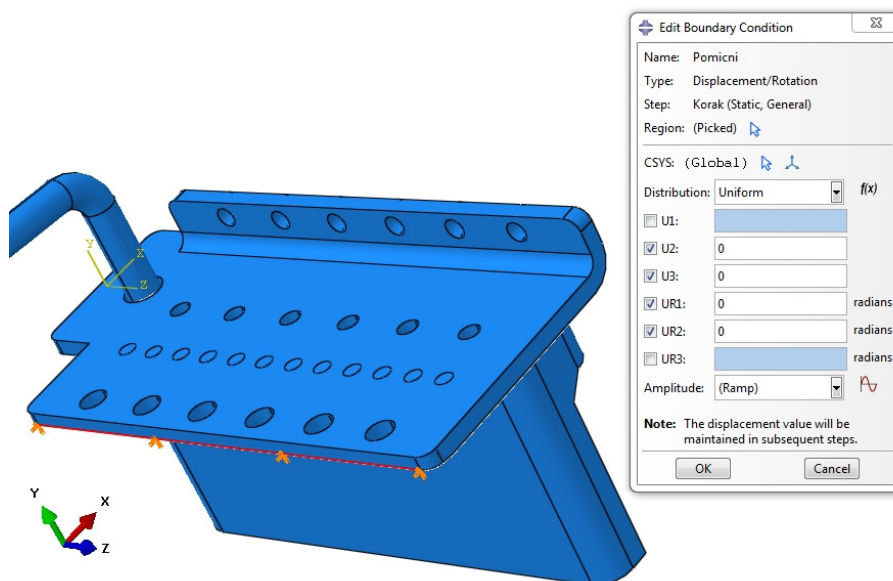 Edit Boundary Condition
Name: Pomicni
Type: Displacement/Rotation
Step: Korak (Static, General)
Region: (Picked)
CSYS: (Global)
Distribution: Uniform f(x)
U1:
U2: 0
U3: 0
UR1: 0 radians
UR2: 0 radians
UR3: radians
Amplitude: (Ramp)
Note: The displacement value will be
maintained in subsequent steps.
OK Cancel
Y X Z
Y X Z